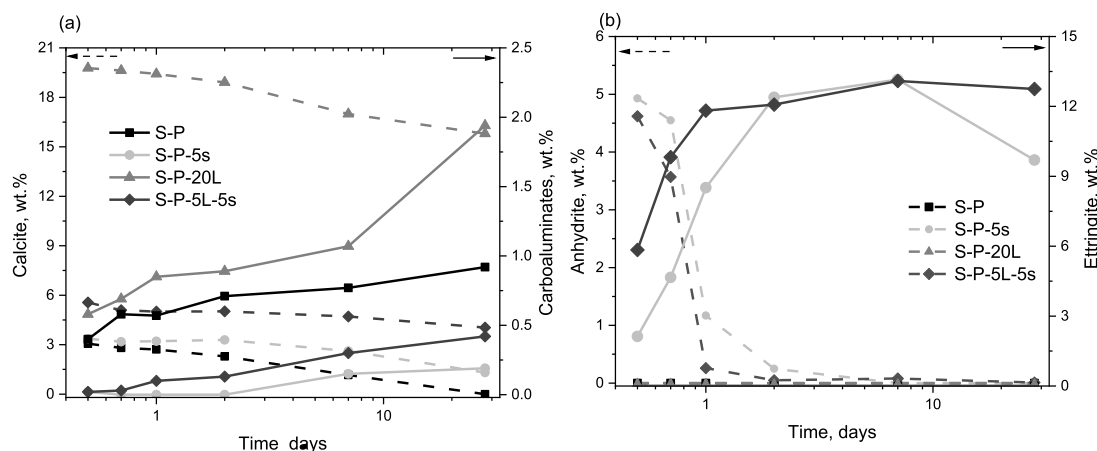 (a)
21
18
15
12
9
6
3
0
Calcite, wt.%
2.5
2.0
1.5
1.0
0.5
0.0
Carboaluminates, wt.%
S-P
S-P-5s
S-P-20L
S-P-5L-5s
1
10
Time, days
(b)
6
5
4
3
2
1
0
Anhydrite, wt.%
15
12
9
6
3
0
Ettringite, wt.%
S-P
S-P-5s
S-P-20L
S-P-5L-5s
1
10
Time, days